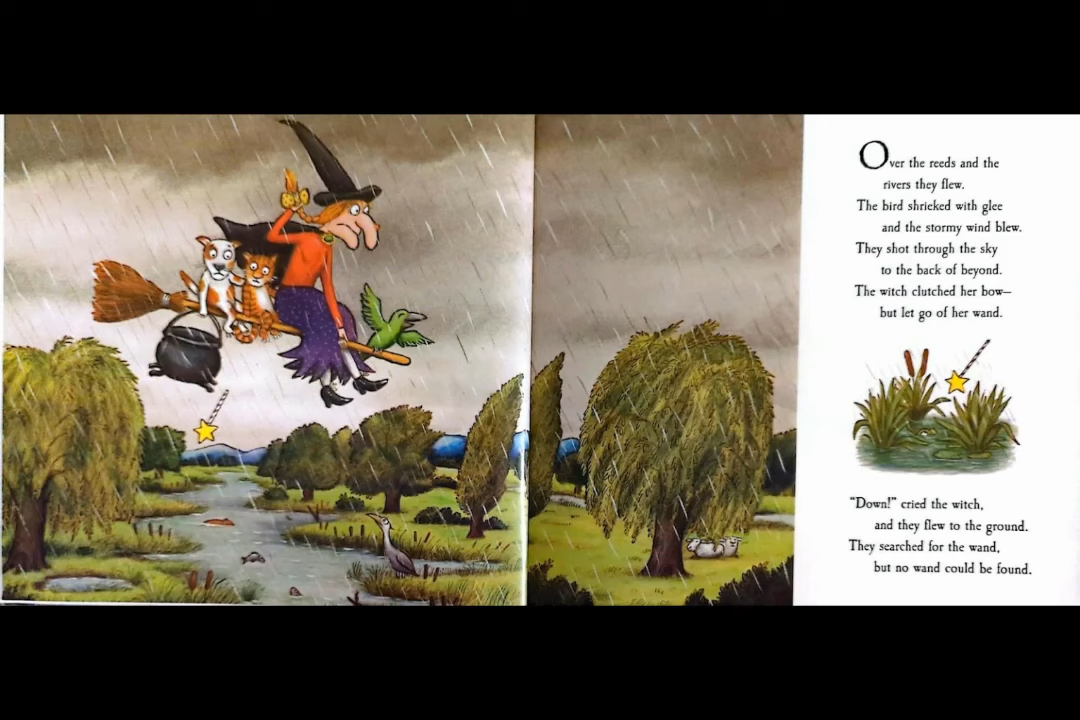 Over the reeds and the
rivers they flew.
The bird shrieked with glee
and the stormy wind blew.
They shot through the sky
to the back of beyond.
The witch clutched her bow—
but let go of her wand.
"Down!" cried the witch,
and they flew to the ground.
They searched for the wand,
but no wand could be found.